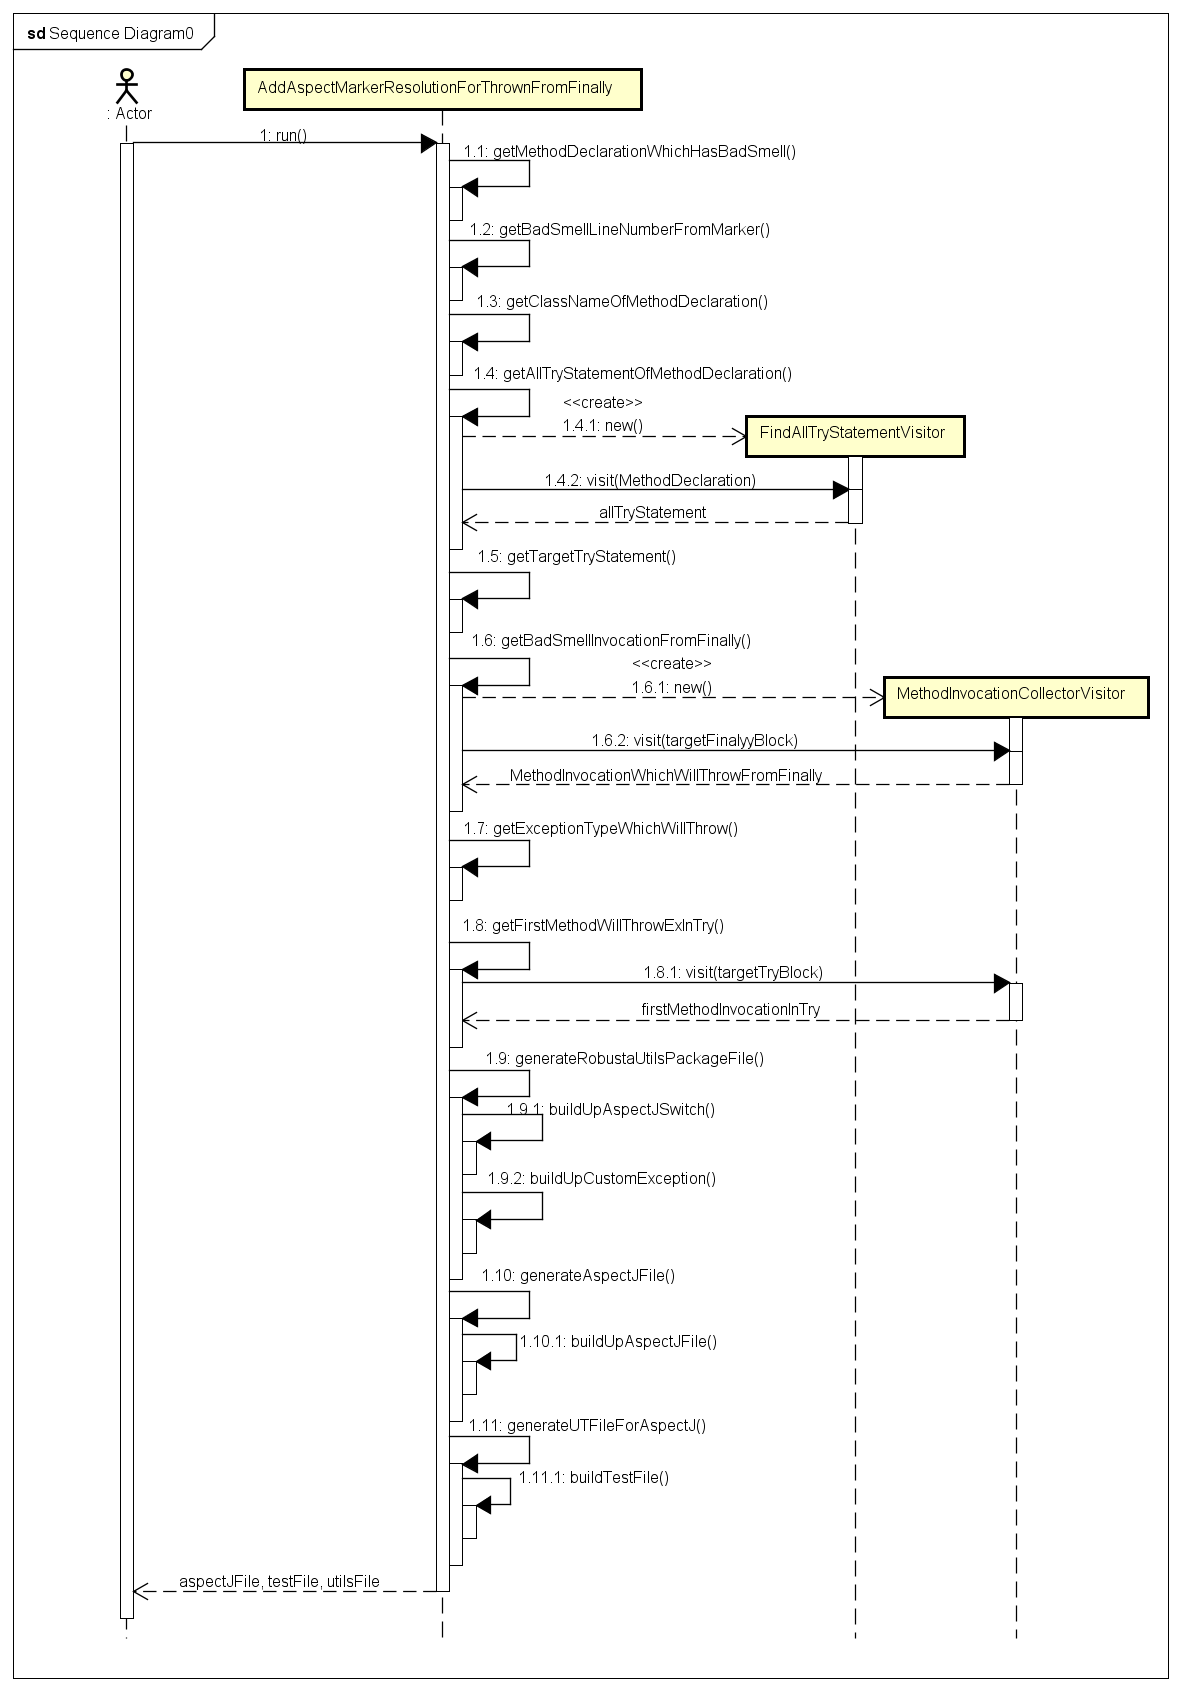 sd Sequence Diagram0
: Actor
AddAspectMarkerResolutionForThrownFromFinally
1: run()
1.1: getMethodDeclarationWhichHasBadSmell()
1.2: getBadSmellLineNumberFromMarker()
1.3: getClassNameOfMethodDeclaration()
1.4: getAllTryStatementOfMethodDeclaration()
<<create>>
1.4.1: new()
FindAllTryStatementVisitor
1.4.2: visit(MethodDeclaration)
allTryStatement
1.5: getTargetTryStatement()
1.6: getBadSmellInvocationFromFinally()
<<create>>
1.6.1: new()
MethodInvocationCollectorVisitor
1.6.2: visit(targetFinalyyBlock)
MethodInvocationWhichWillThrowFromFinally
1.7: getExceptionTypeWhichWillThrow()
1.8: getFirstMethodWillThrowExInTry()
1.8.1: visit(targetTryBlock)
firstMethodInvocationInTry
1.9: generateRobustaUtilsPackageFile()
1.9.1: buildUpAspectJSwitch()
1.9.2: buildUpCustomException()
1.10: generateAspectJFile()
1.10.1: buildUpAspectJFile()
1.11: generateUTFileForAspectJ()
1.11.1: buildTestFile()
aspectJFile, testFile, utilsFile